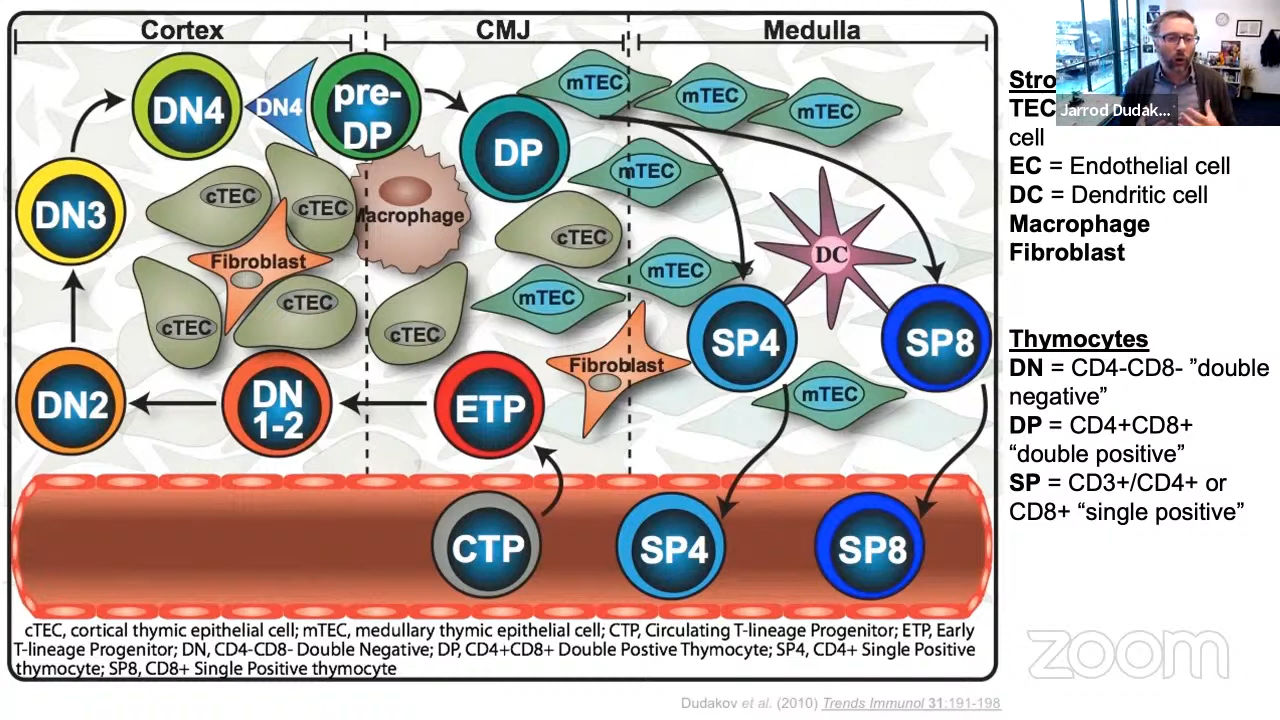 Cortex
CMJ
Medulla
DN4
DN4
pre-
DP
DP
mTEC
mTEC
mTEC
mTEC
DN3
cTEC
cTEC
Macrophage
cTEC
DC
Fibroblast
mTEC
cTEC
mTEC
cTEC
cTEC
SP4
SP8
Fibroblast
mTEC
DN2
DN
1-2
ETP
CTP
SP4
SP8
cTEC, cortical thymic epithelial cell; mTEC, medullary thymic epithelial cell; CTP, Circulating T-lineage Progenitor; ETP, Early
T-lineage Progenitor; DN, CD4-CD8- Double Negative; DP, CD4+CD8+ Double Postive Thymocyte; SP4, CD4+ Single Positive
thymocyte; SP8, CD8+ Single Positive thymocyte
Dudakov et al. (2010) Trends Immunol 31:191-198
Jarrod Dudak...
Stro
TEC
cell
EC = Endothelial cell
DC = Dendritic cell
Macrophage
Fibroblast
Thymocytes
DN = CD4-CD8- ”double
negative”
DP = CD4+CD8+
“double positive”
SP = CD3+/CD4+ or
CD8+ “single positive”
zoom